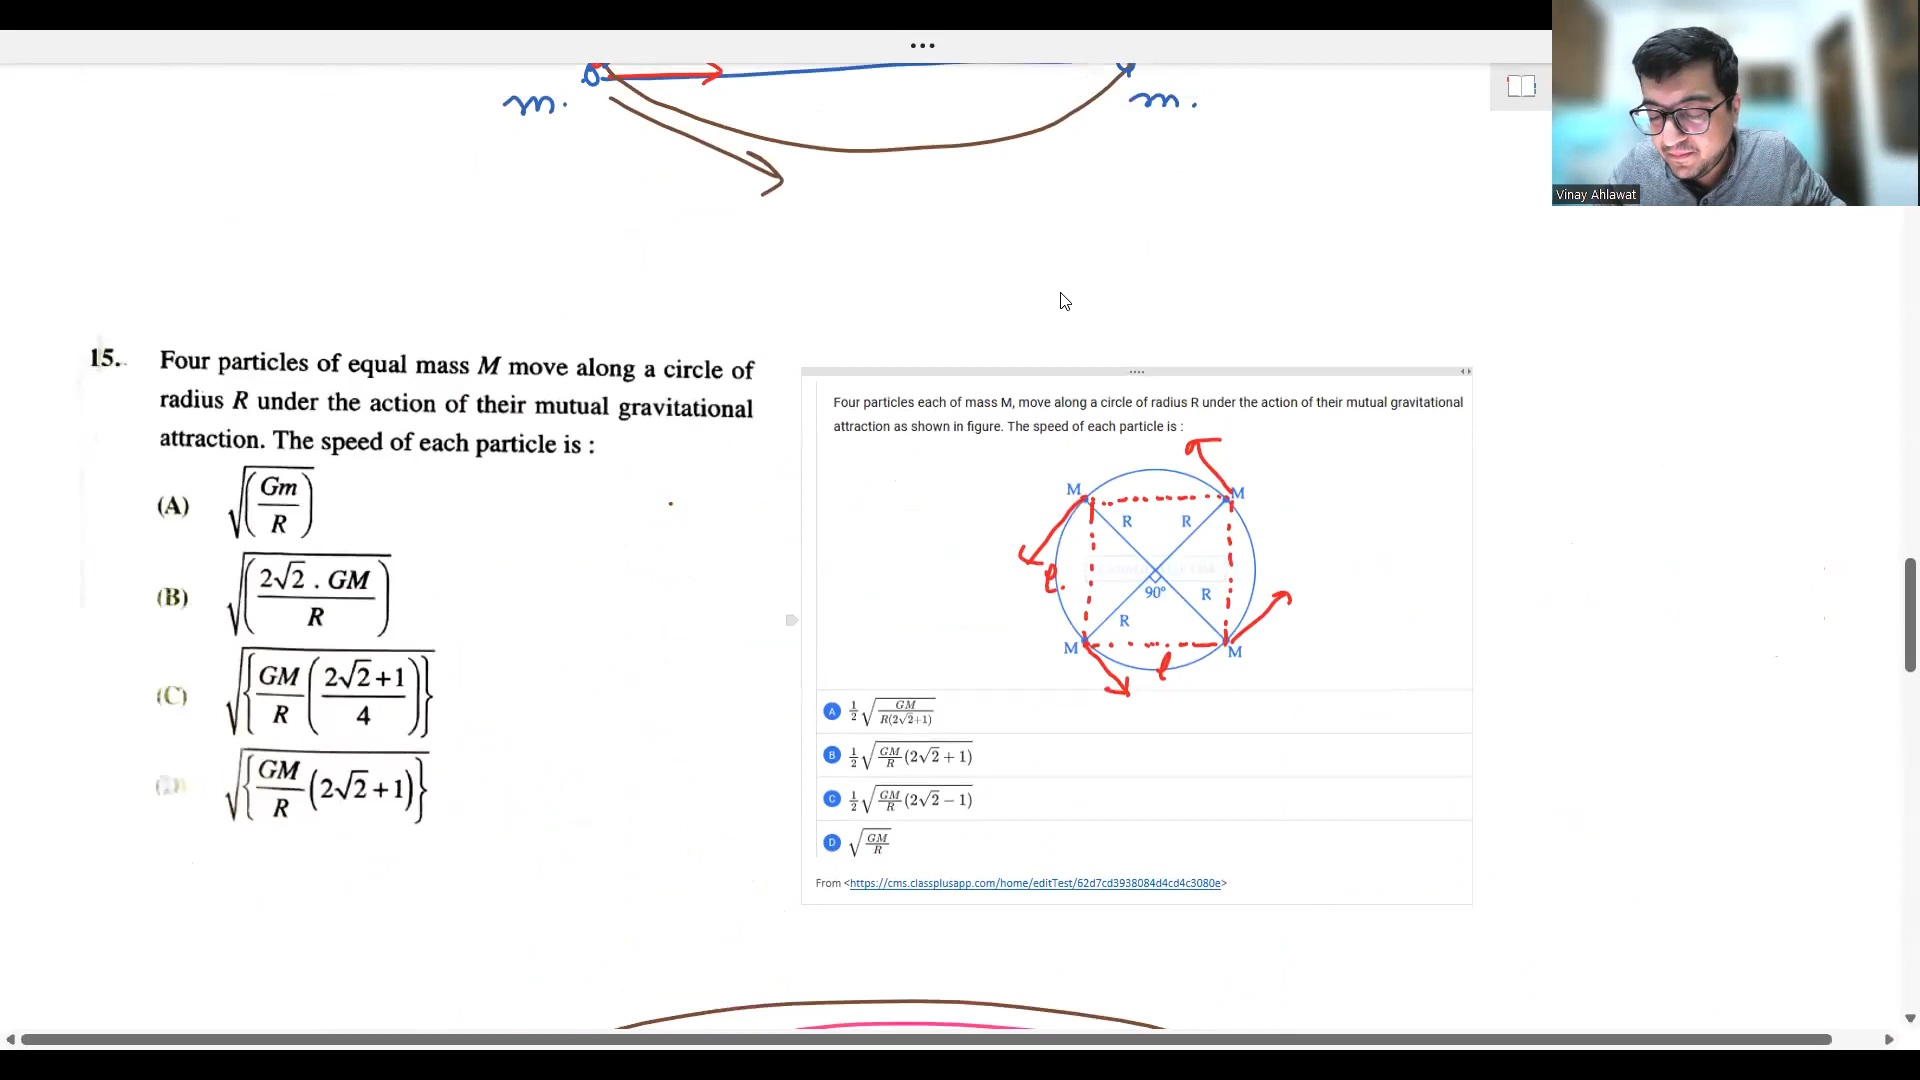 m.
m.
Vinay Ahlawat
15. Four particles of equal mass M move along a circle of
radius R under the action of their mutual gravitational
attraction. The speed of each particle is :
(A) √(Gm/R)
(B) √(2√2 . GM/R)
(C) √{GM/R ((2√2+1)/4)}
√{GM/R (2√2+1)}
Four particles each of mass M, move along a circle of radius R under the action of their mutual gravitational
attraction as shown in figure. The speed of each particle is :
M
M
R
R
l.
90°
R
R
M
M
l
A 1/2 √(GM/R(2√2+1))
B 1/2 √(GM/R (2√2 + 1))
C 1/2 √(GM/R (2√2 − 1))
D √(GM/R)
From <https://cms.classplusapp.com/home/editTest/62d7cd3938084d4cd4c3080e>